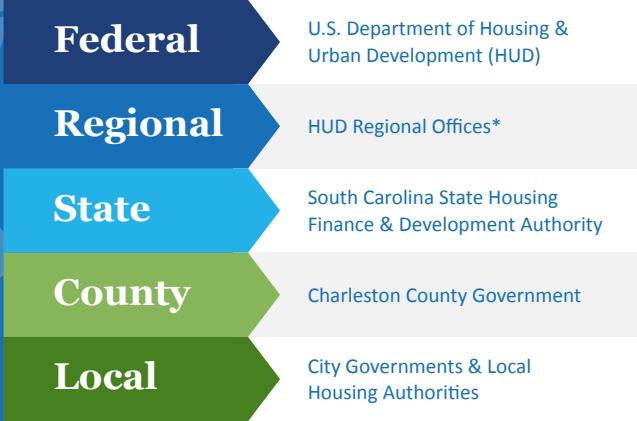 Federal
U.S. Department of Housing &
Urban Development (HUD)
Regional
HUD Regional Offices*
State
South Carolina State Housing
Finance & Development Authority
County
Charleston County Government
Local
City Governments & Local
Housing Authorities